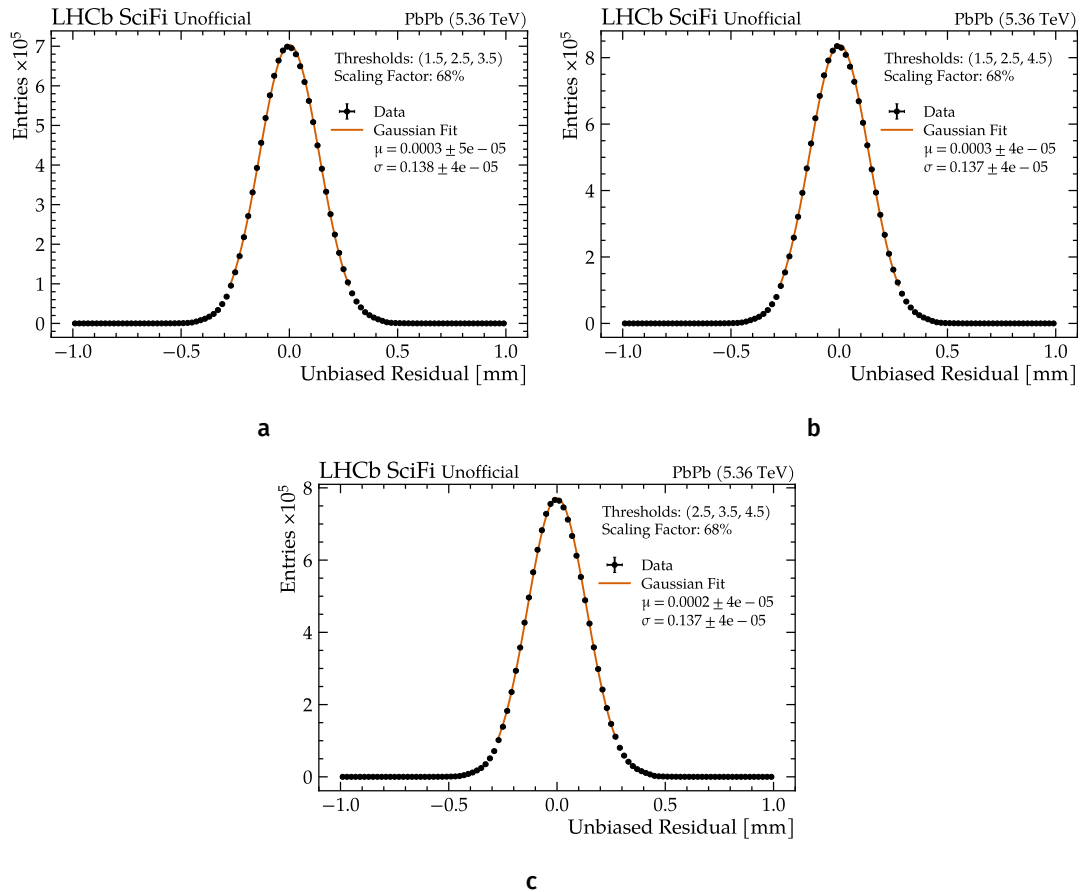 LHCb SciFi Unofficial PbPb (5.36 TeV)
Entries ×10⁵
7
6
5
4
3
2
1
0
Thresholds: (1.5, 2.5, 3.5)
Scaling Factor: 68%
Data
Gaussian Fit
μ = 0.0003 ± 5e − 05
σ = 0.138 ± 4e − 05
−1.0 −0.5 0.0 0.5 1.0
Unbiased Residual [mm]
a
LHCb SciFi Unofficial PbPb (5.36 TeV)
Entries ×10⁵
8
6
4
2
0
Thresholds: (1.5, 2.5, 4.5)
Scaling Factor: 68%
Data
Gaussian Fit
μ = 0.0003 ± 4e − 05
σ = 0.137 ± 4e − 05
−1.0 −0.5 0.0 0.5 1.0
Unbiased Residual [mm]
b
LHCb SciFi Unofficial PbPb (5.36 TeV)
Entries ×10⁵
8
6
4
2
0
Thresholds: (2.5, 3.5, 4.5)
Scaling Factor: 68%
Data
Gaussian Fit
μ = 0.0002 ± 4e − 05
σ = 0.137 ± 4e − 05
−1.0 −0.5 0.0 0.5 1.0
Unbiased Residual [mm]
c